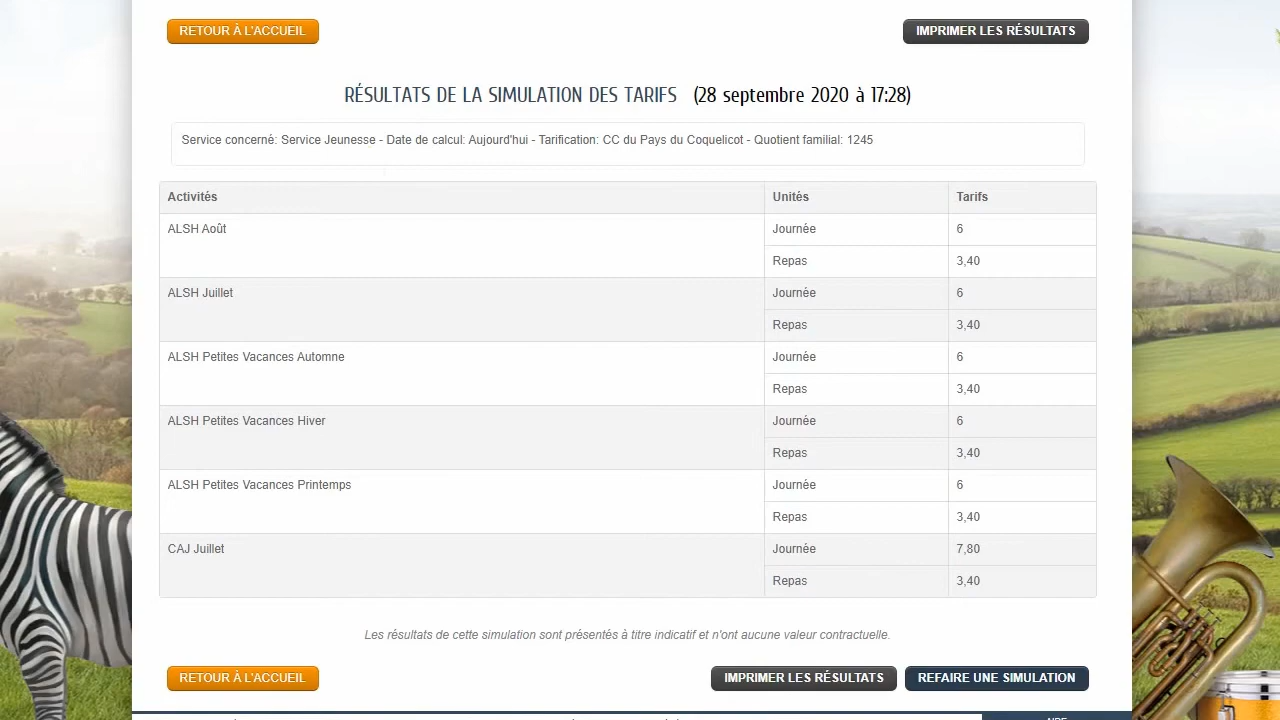 RETOUR À L'ACCUEIL IMPRIMER LES RÉSULTATS
RÉSULTATS DE LA SIMULATION DES TARIFS (28 septembre 2020 à 17:28)
Service concerné: Service Jeunesse - Date de calcul: Aujourd'hui - Tarification: CC du Pays du Coquelicot - Quotient familial: 1245
Activités Unités Tarifs
ALSH Août Journée 6
Repas 3,40
ALSH Juillet Journée 6
Repas 3,40
ALSH Petites Vacances Automne Journée 6
Repas 3,40
ALSH Petites Vacances Hiver Journée 6
Repas 3,40
ALSH Petites Vacances Printemps Journée 6
Repas 3,40
CAJ Juillet Journée 7,80
Repas 3,40
Les résultats de cette simulation sont présentés à titre indicatif et n'ont aucune valeur contractuelle.
RETOUR À L'ACCUEIL IMPRIMER LES RÉSULTATS REFAIRE UNE SIMULATION